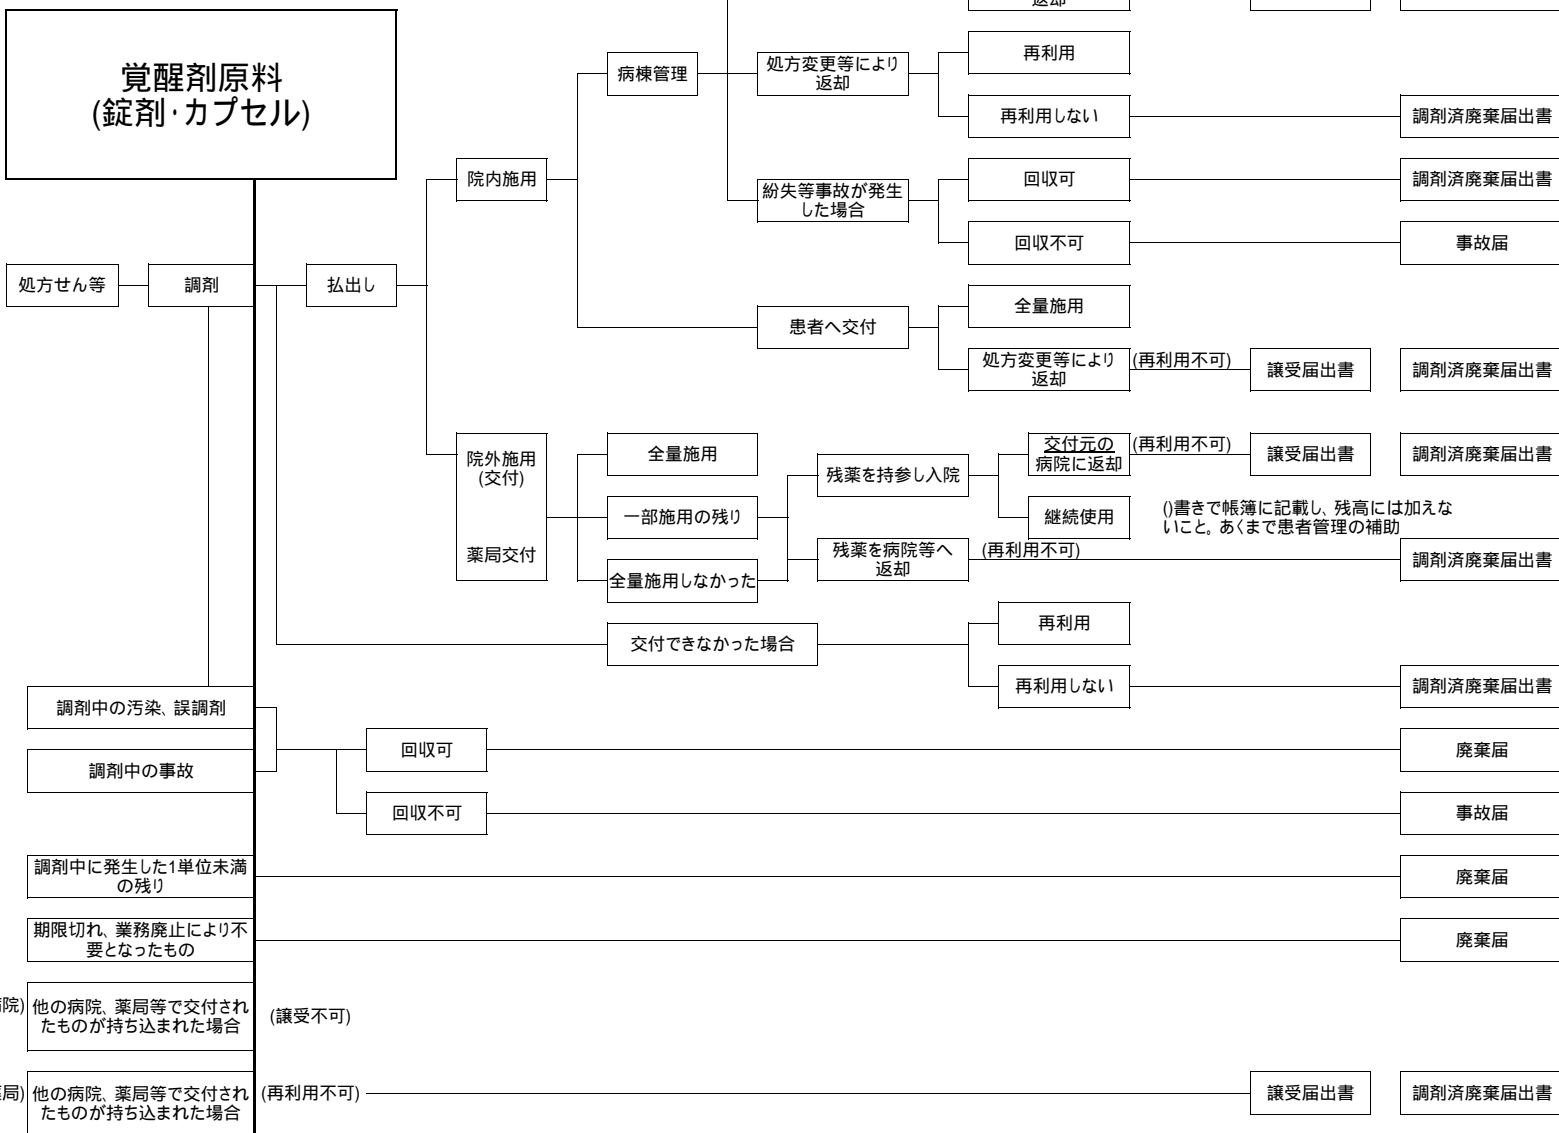 返却
覚醒剤原料
(錠剤・カプセル)
病棟管理
処方変更等により
返却
再利用
再利用しない
調剤済廃棄届出書
院内施用
紛失等事故が発生
した場合
回収可
調剤済廃棄届出書
回収不可
事故届
処方せん等
調剤
払出し
患者へ交付
全量施用
処方変更等により
返却
(再利用不可)
譲受届出書
調剤済廃棄届出書
院外施用
(交付)
薬局交付
全量施用
一部施用の残り
全量施用しなかった
残薬を持参し入院
交付元の
病院に返却
(再利用不可)
譲受届出書
調剤済廃棄届出書
継続使用
()書きで帳簿に記載し、残高には加えな
いこと。あくまで患者管理の補助
残薬を病院等へ
返却
(再利用不可)
調剤済廃棄届出書
交付できなかった場合
再利用
再利用しない
調剤済廃棄届出書
調剤中の汚染、誤調剤
調剤中の事故
回収可
廃棄届
回収不可
事故届
調剤中に発生した1単位未満
の残り
廃棄届
期限切れ、業務廃止により不
要となったもの
廃棄届
院)
他の病院、薬局等で交付され
たものが持ち込まれた場合
(譲受不可)
局)
他の病院、薬局等で交付され
たものが持ち込まれた場合
(再利用不可)
譲受届出書
調剤済廃棄届出書